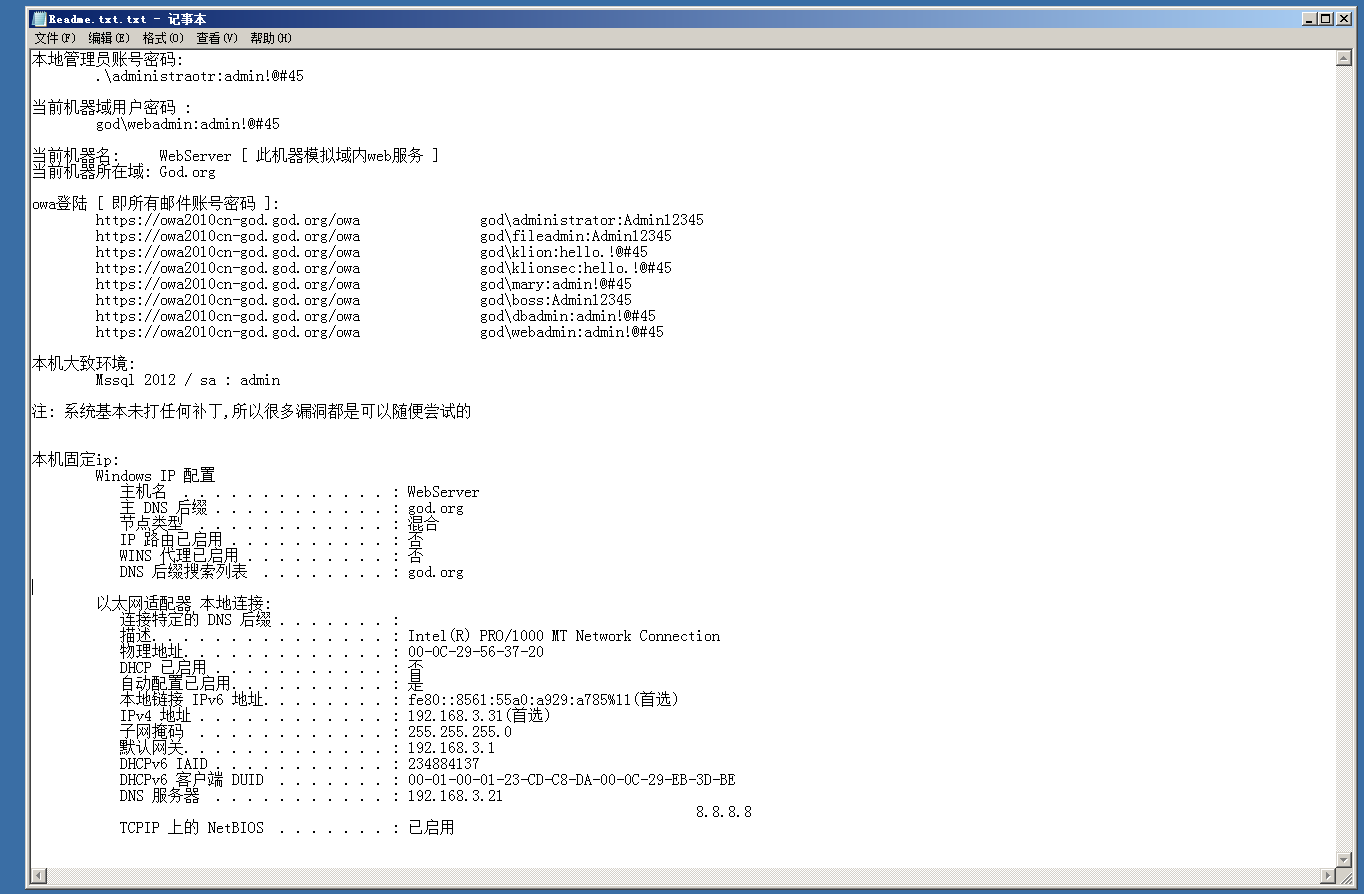 Readme.txt.txt - 记事本
文件(F) 编辑(E) 格式(O) 查看(V) 帮助(H)
本地管理员账号密码:
.\administraotr:admin!@#45
当前机器域用户密码 :
god\webadmin:admin!@#45
当前机器名: WebServer [ 此机器模拟域内web服务 ]
当前机器所在域: God.org
owa登陆 [ 即所有邮件账号密码 ]:
https://owa2010cn-god.god.org/owa god\administrator:Admin12345
https://owa2010cn-god.god.org/owa god\fileadmin:Admin12345
https://owa2010cn-god.god.org/owa god\klion:hello.!@#45
https://owa2010cn-god.god.org/owa god\klionsec:hello.!@#45
https://owa2010cn-god.god.org/owa god\mary:admin!@#45
https://owa2010cn-god.god.org/owa god\boss:Admin12345
https://owa2010cn-god.god.org/owa god\dbadmin:admin!@#45
https://owa2010cn-god.god.org/owa god\webadmin:admin!@#45
本机大致环境:
Mssql 2012 / sa : admin
注: 系统基本未打任何补丁,所以很多漏洞都是可以随便尝试的
本机固定ip:
Windows IP 配置
主机名 . . . . . . . . . . . . . : WebServer
主 DNS 后缀 . . . . . . . . . . . : god.org
节点类型 . . . . . . . . . . . . : 混合
IP 路由已启用 . . . . . . . . . . : 否
WINS 代理已启用 . . . . . . . . . : 否
DNS 后缀搜索列表 . . . . . . . . : god.org
以太网适配器 本地连接:
连接特定的 DNS 后缀 . . . . . . . :
描述. . . . . . . . . . . . . . . : Intel(R) PRO/1000 MT Network Connection
物理地址. . . . . . . . . . . . . : 00-0C-29-56-37-20
DHCP 已启用 . . . . . . . . . . . : 否
自动配置已启用. . . . . . . . . . : 是
本地链接 IPv6 地址. . . . . . . . : fe80::8561:55a0:a929:a785%11(首选)
IPv4 地址 . . . . . . . . . . . . : 192.168.3.31(首选)
子网掩码 . . . . . . . . . . . . : 255.255.255.0
默认网关. . . . . . . . . . . . . : 192.168.3.1
DHCPv6 IAID . . . . . . . . . . . : 234884137
DHCPv6 客户端 DUID . . . . . . . : 00-01-00-01-23-CD-C8-DA-00-0C-29-EB-3D-BE
DNS 服务器 . . . . . . . . . . . : 192.168.3.21
8.8.8.8
TCPIP 上的 NetBIOS . . . . . . . : 已启用